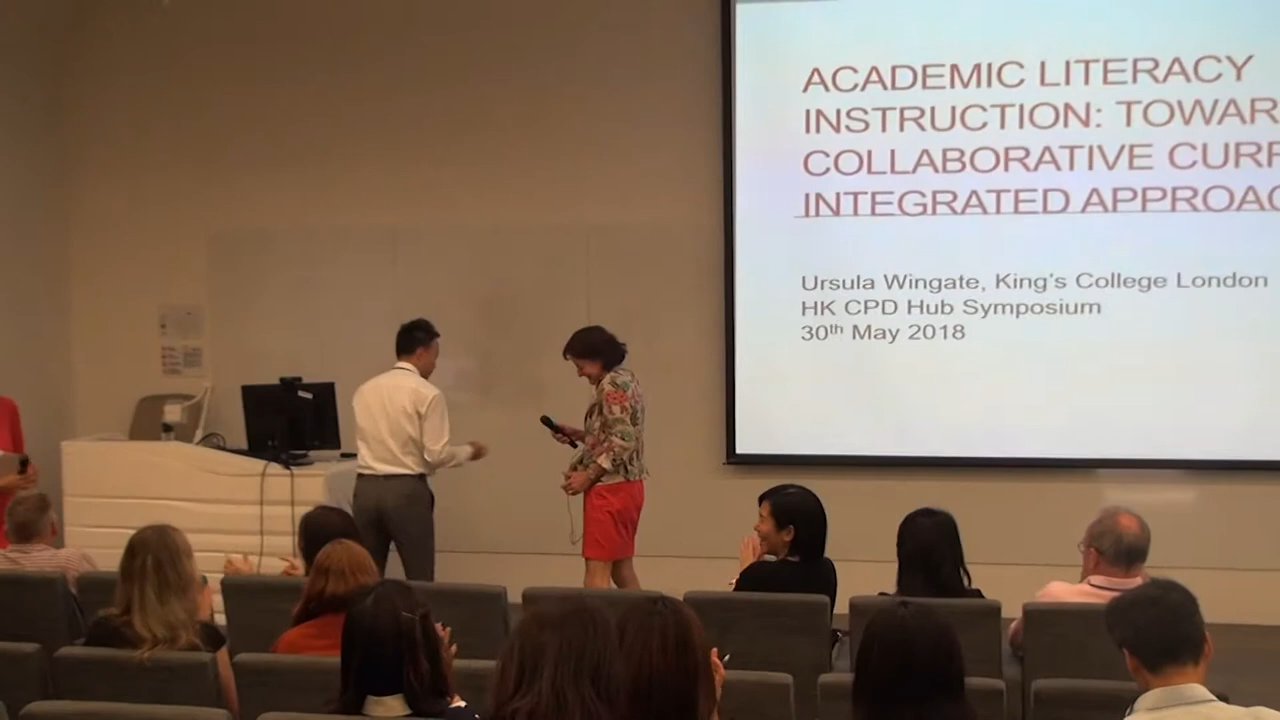 ACADEMIC LITERACY
INSTRUCTION: TOWAR
COLLABORATIVE CURR
INTEGRATED APPROAC
Ursula Wingate, King's College London
HK CPD Hub Symposium
30th May 2018